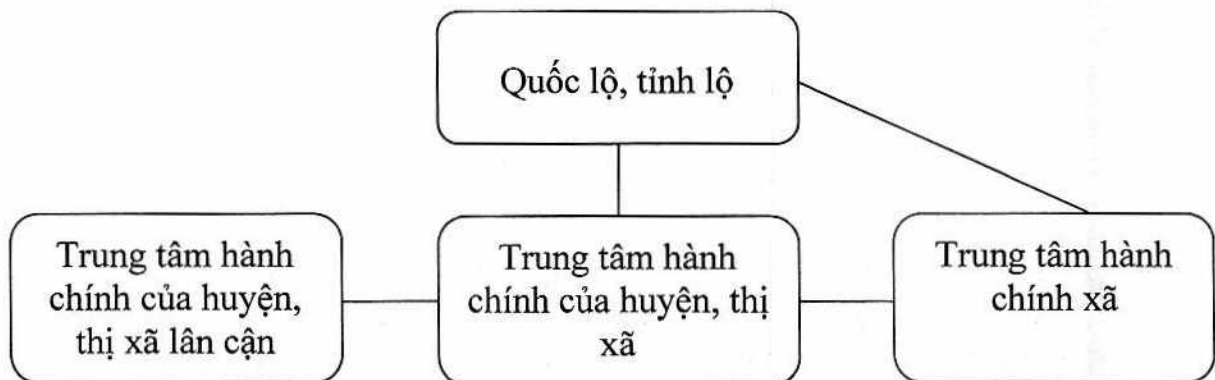 Quốc lộ, tỉnh lộ
Trung tâm hành
chính của huyện,
thị xã lân cận
Trung tâm hành
chính của huyện, thị
xã
Trung tâm hành
chính xã